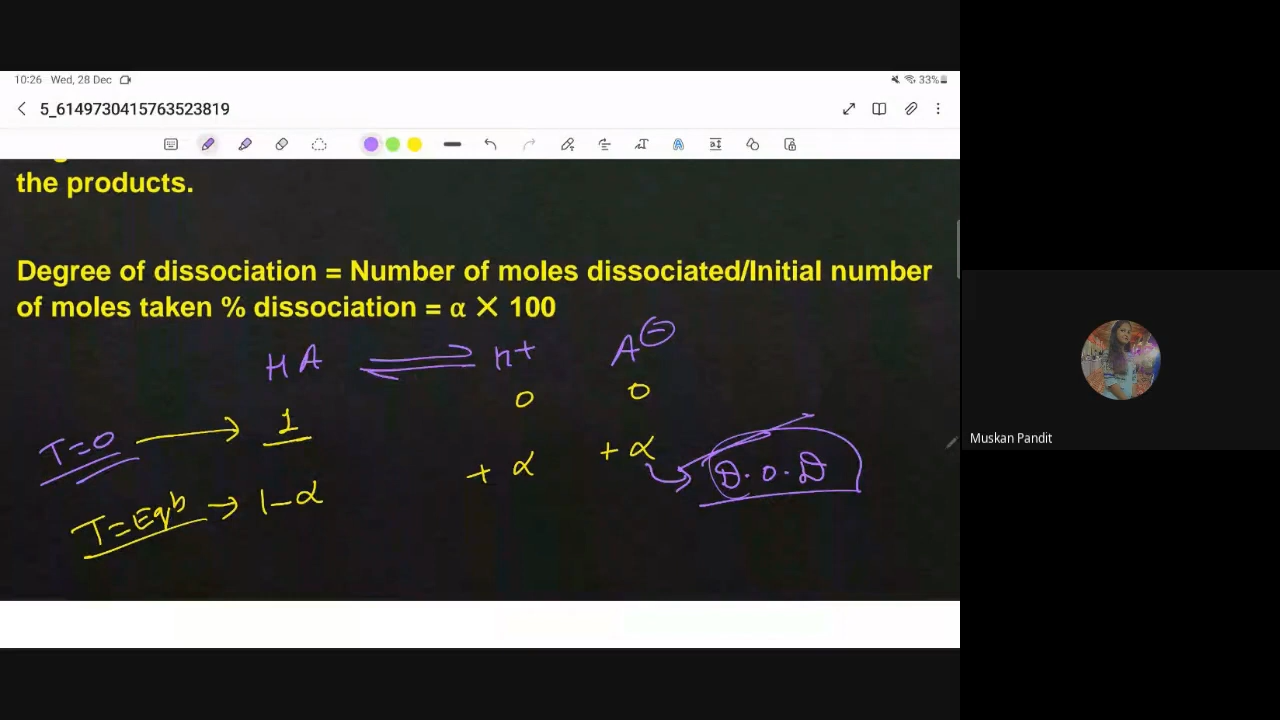 10:26 Wed, 28 Dec
33%
5_6149730415763523819
the products.
Degree of dissociation = Number of moles dissociated/Initial number
of moles taken % dissociation = α × 100
HA ⇌ h+ A⊖
0 0
T=0 → 1
+ α + α
D.O.D
T=Eqb → 1-α
Muskan Pandit